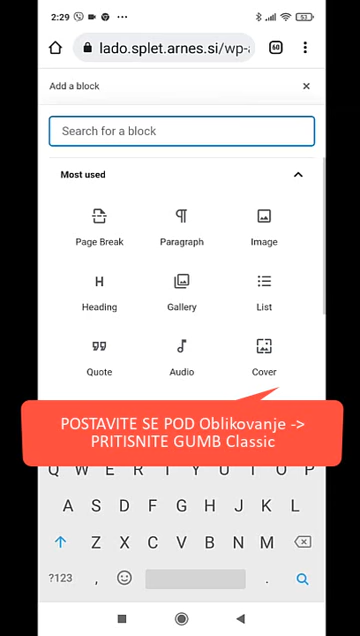 2:29
53
lado.splet.arnes.si/wp-a
60
Add a block
Search for a block
Most used
Page Break Paragraph Image
H
Heading Gallery List
Quote Audio Cover
POSTAVITE SE POD Oblikovanje ->
PRITISNITE GUMB Classic
Q W E R T Y U I O P
A S D F G H J K L
Z X C V B N M
?123 , .